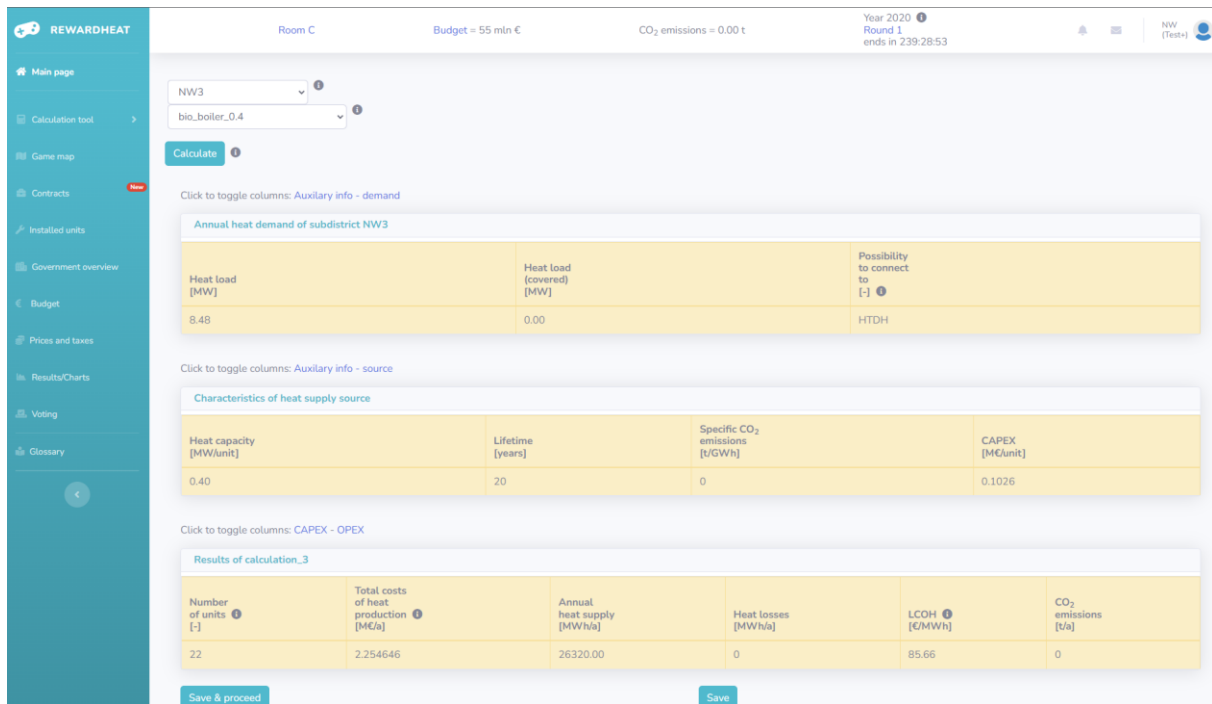 REWARDHEAT
Room C
Budget = 55 mln €
CO₂ emissions = 0.00 t
Year 2020
Round 1
ends in 239:28:53
NW
(Test+)
Main page
Calculation tool
Game map
Contracts
New
Installed units
Government overview
Budget
Prices and taxes
Results/Charts
Voting
Glossary
NW3
bio_boiler_0.4
Calculate
Click to toggle columns: Auxilary info - demand
Annual heat demand of subdistrict NW3
Heat load
[MW]
Heat load
(covered)
[MW]
Possibility
to connect
to
[-]
8.48
0.00
HTDH
Click to toggle columns: Auxilary info - source
Characteristics of heat supply source
Heat capacity
[MW/unit]
Lifetime
[years]
Specific CO₂
emissions
[t/GWh]
CAPEX
[M€/unit]
0.40
20
0
0.1026
Click to toggle columns: CAPEX - OPEX
Results of calculation_3
Number
of units
[-]
Total costs
of heat
production
[M€/a]
Annual
heat supply
[MWh/a]
Heat losses
[MWh/a]
LCOH
[€/MWh]
CO₂
emissions
[t/a]
22
2.254646
26320.00
0
85.66
0
Save & proceed
Save